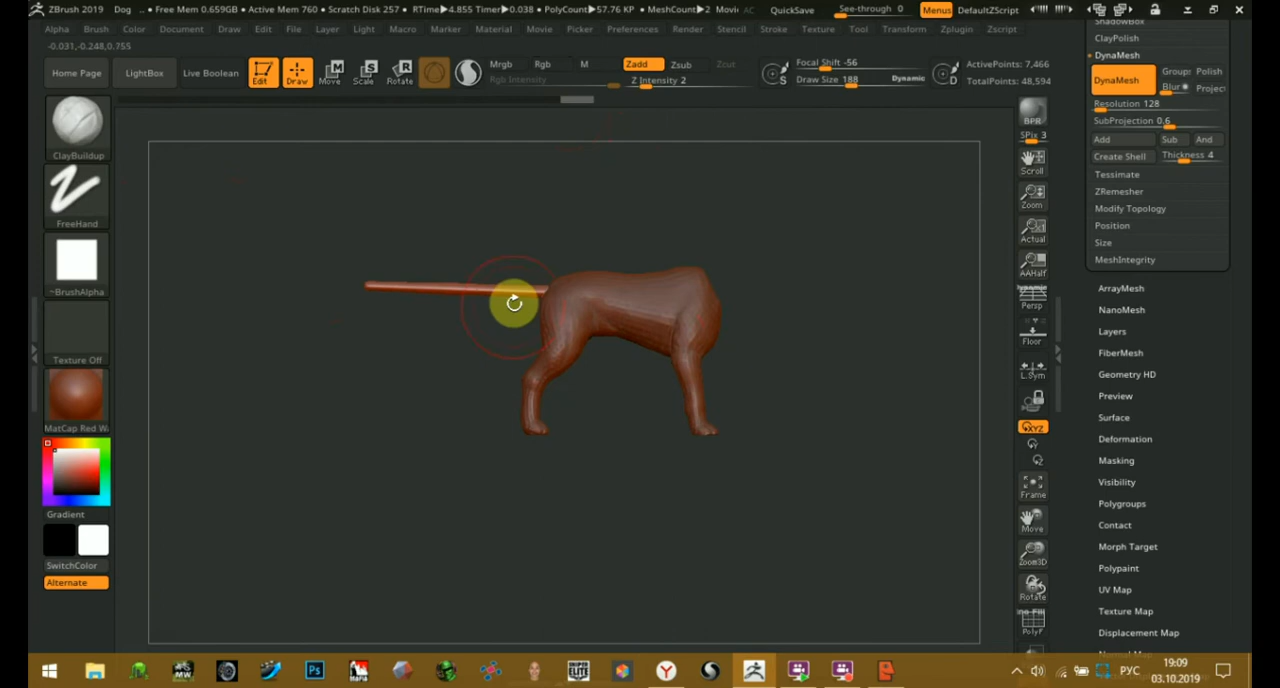 ZBrush 2019 Dog .. • Free Mem 0.659GB • Active Mem 760 • Scratch Disk 257 • RTime▶4.855 Timer▶0.038 • PolyCount▶57.76 KP • MeshCount▶2 Movi AC QuickSave See-through 0 Menus DefaultZScript
Alpha Brush Color Document Draw Edit File Layer Light Macro Marker Material Movie Picker Preferences Render Stencil Stroke Texture Tool Transform Zplugin Zscript
-0.031,-0.248,0.755
Home Page LightBox Live Boolean Edit Draw Move Scale Rotate
Mrgb Rgb M Zadd Zsub Zcut
Rgb Intensity Z Intensity 2
Focal Shift -56
Draw Size 188 Dynamic
ActivePoints: 7,466
TotalPoints: 48,594
ClayBuildup
FreeHand
~BrushAlpha
Texture Off
MatCap Red W
Gradient
SwitchColor
Alternate
BPR
SPix 3
Scroll
Zoom
Actual
AAHalf
Dynamic
Persp
Floor
L.Sym
XYZ
Frame
Move
Zoom3D
Rotate
PolyF
ShadowBox
ClayPolish
DynaMesh
DynaMesh Groups Polish
Blur Project
Resolution 128
SubProjection 0.6
Add Sub And
Create Shell Thickness 4
Tessimate
ZRemesher
Modify Topology
Position
Size
MeshIntegrity
ArrayMesh
NanoMesh
Layers
FiberMesh
Geometry HD
Preview
Surface
Deformation
Masking
Visibility
Polygroups
Contact
Morph Target
Polypaint
UV Map
Texture Map
Displacement Map
РУС
19:09
03.10.2019